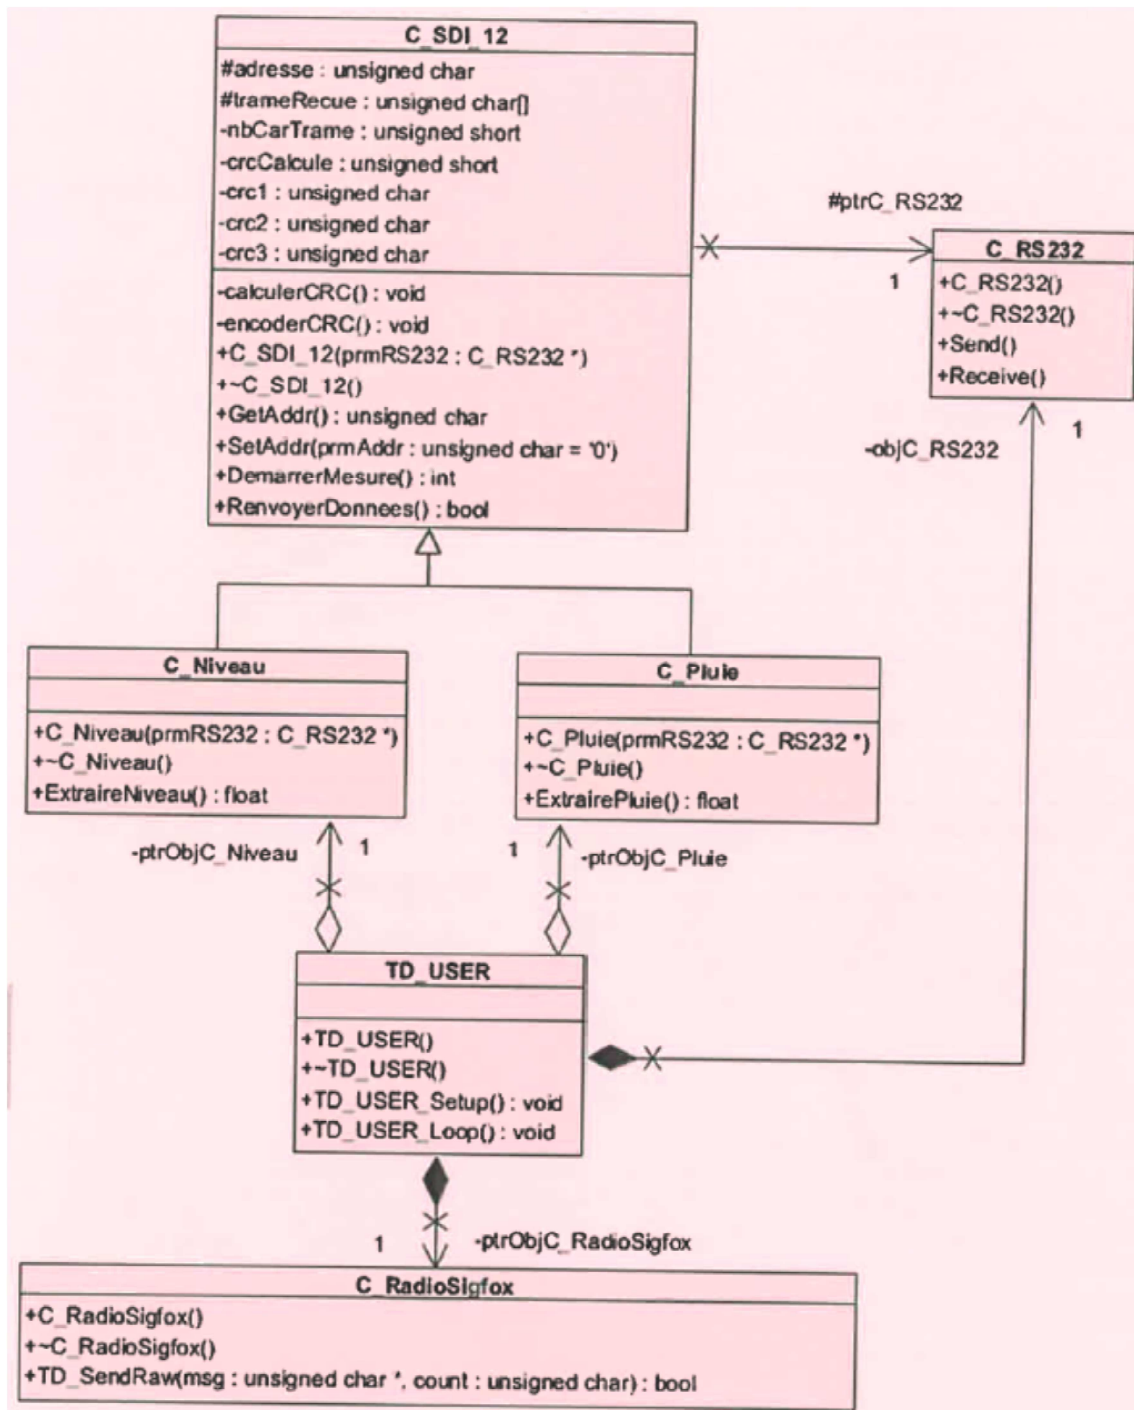 C_SDI_12
#adresse : unsigned char
#trameRecue : unsigned char[]
-nbCarTrame : unsigned short
-crcCalcule : unsigned short
-crc1 : unsigned char
-crc2 : unsigned char
-crc3 : unsigned char
-calculerCRC() : void
-encoderCRC() : void
+C_SDI_12(prmRS232 : C_RS232 *)
+~C_SDI_12()
+GetAddr() : unsigned char
+SetAddr(prmAddr : unsigned char = '0')
+DemarrerMesure() : int
+RenvoyerDonnees() : bool
#ptrC_RS232
1
C_RS232
+C_RS232()
+~C_RS232()
+Send()
+Receive()
1
-objC_RS232
C_Niveau
+C_Niveau(prmRS232 : C_RS232 *)
+~C_Niveau()
+ExtraireNiveau() : float
C_Pluie
+C_Pluie(prmRS232 : C_RS232 *)
+~C_Pluie()
+ExtrairePluie() : float
-ptrObjC_Niveau
1
1
-ptrObjC_Pluie
TD_USER
+TD_USER()
+~TD_USER()
+TD_USER_Setup() : void
+TD_USER_Loop() : void
1
-ptrObjC_RadioSigfox
C_RadioSigfox
+C_RadioSigfox()
+~C_RadioSigfox()
+TD_SendRaw(msg : unsigned char *, count : unsigned char) : bool